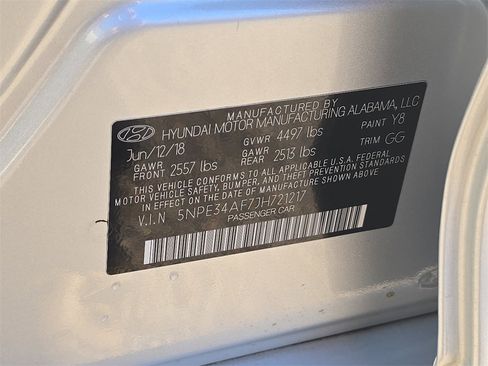 MANUFACTURED BY
HYUNDAI MOTOR MANUFACTURING ALABAMA, LLC
Jun/12/18 GVWR 4497 lbs PAINT Y8
GAWR FRONT 2557 lbs GAWR REAR 2513 lbs TRIM GG
THIS VEHICLE CONFORMS TO ALL APPLICABLE U.S.A. FEDERAL
MOTOR VEHICLE SAFETY, BUMPER, AND THEFT PREVENTION
STANDARDS IN EFFECT ON THE DATE OF MANUFACTURE SHOWN ABOVE.
V.I.N 5NPE34AF7JH721217
PASSENGER CAR